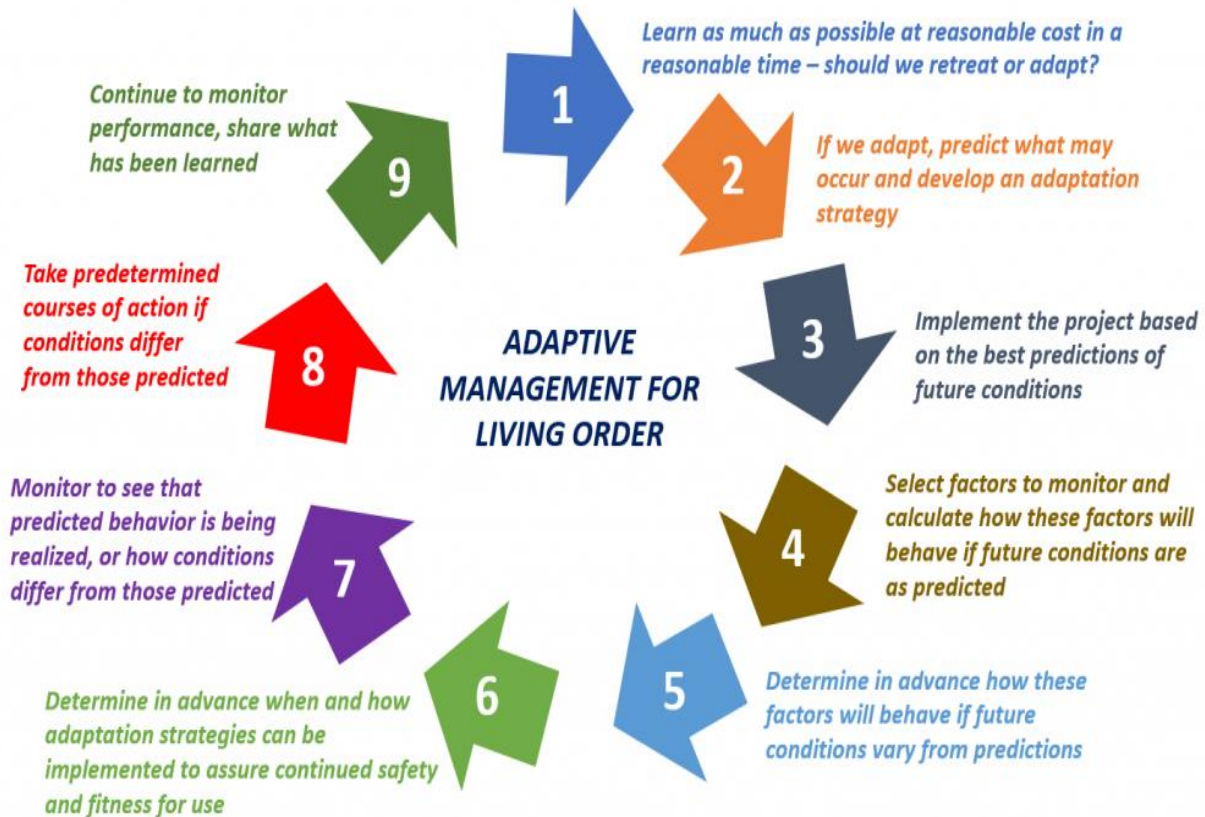 ADAPTIVE
MANAGEMENT FOR
LIVING ORDER
1
Learn as much as possible at reasonable cost in a
reasonable time – should we retreat or adapt?
2
If we adapt, predict what may
occur and develop an adaptation
strategy
3
Implement the project based
on the best predictions of
future conditions
4
Select factors to monitor and
calculate how these factors will
behave if future conditions are
as predicted
5
Determine in advance how these
factors will behave if future
conditions vary from predictions
6
Determine in advance when and how
adaptation strategies can be
implemented to assure continued safety
and fitness for use
7
Monitor to see that
predicted behavior is being
realized, or how conditions
differ from those predicted
8
Take predetermined
courses of action if
conditions differ
from those predicted
9
Continue to monitor
performance, share what
has been learned